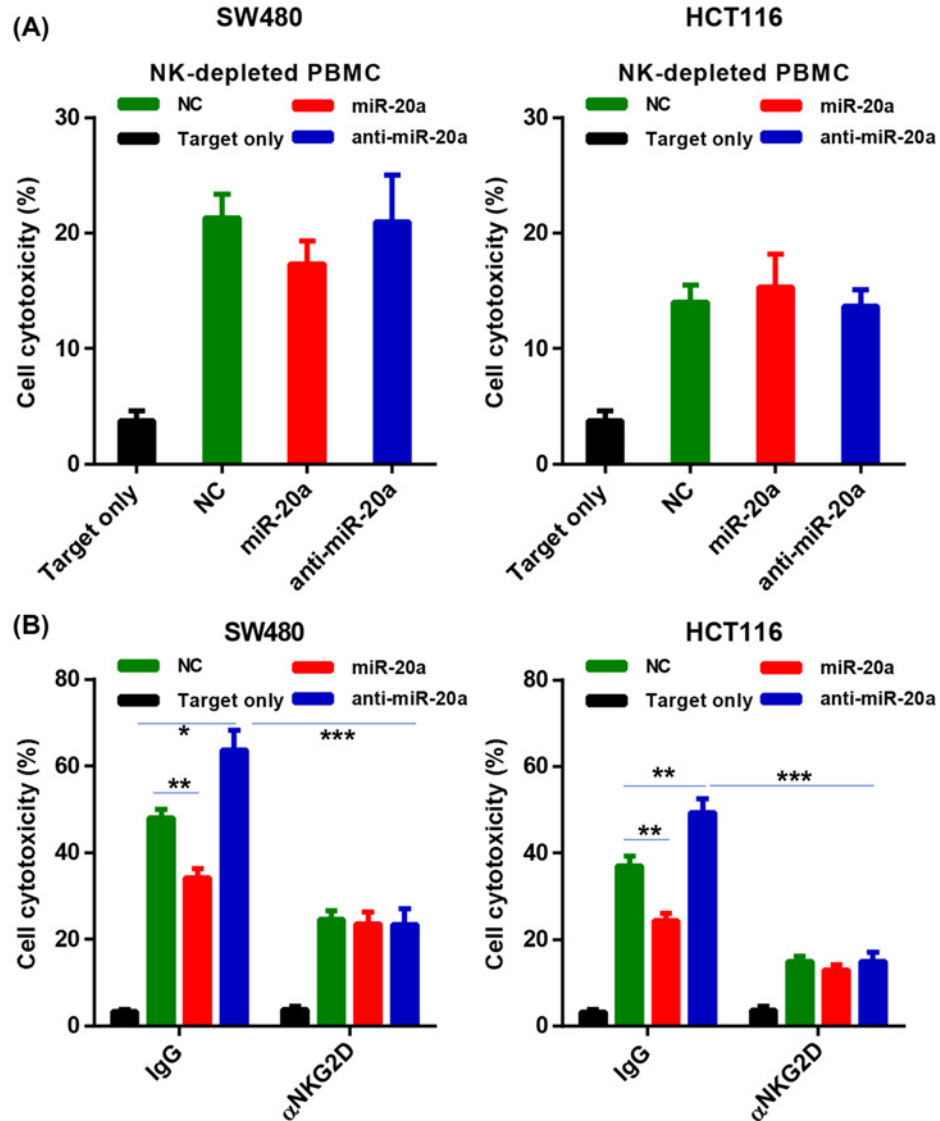 (A)
SW480
NK-depleted PBMC
NC miR-20a
Target only anti-miR-20a
Cell cytotoxicity (%)
30
20
10
0
Target only NC miR-20a anti-miR-20a
HCT116
NK-depleted PBMC
NC miR-20a
Target only anti-miR-20a
Cell cytotoxicity (%)
30
20
10
0
Target only NC miR-20a anti-miR-20a
(B)
SW480
NC miR-20a
Target only anti-miR-20a
Cell cytotoxicity (%)
80
60
40
20
0
* ***
**
IgG αNKG2D
HCT116
NC miR-20a
Target only anti-miR-20a
Cell cytotoxicity (%)
80
60
40
20
0
** ***
**
IgG αNKG2D